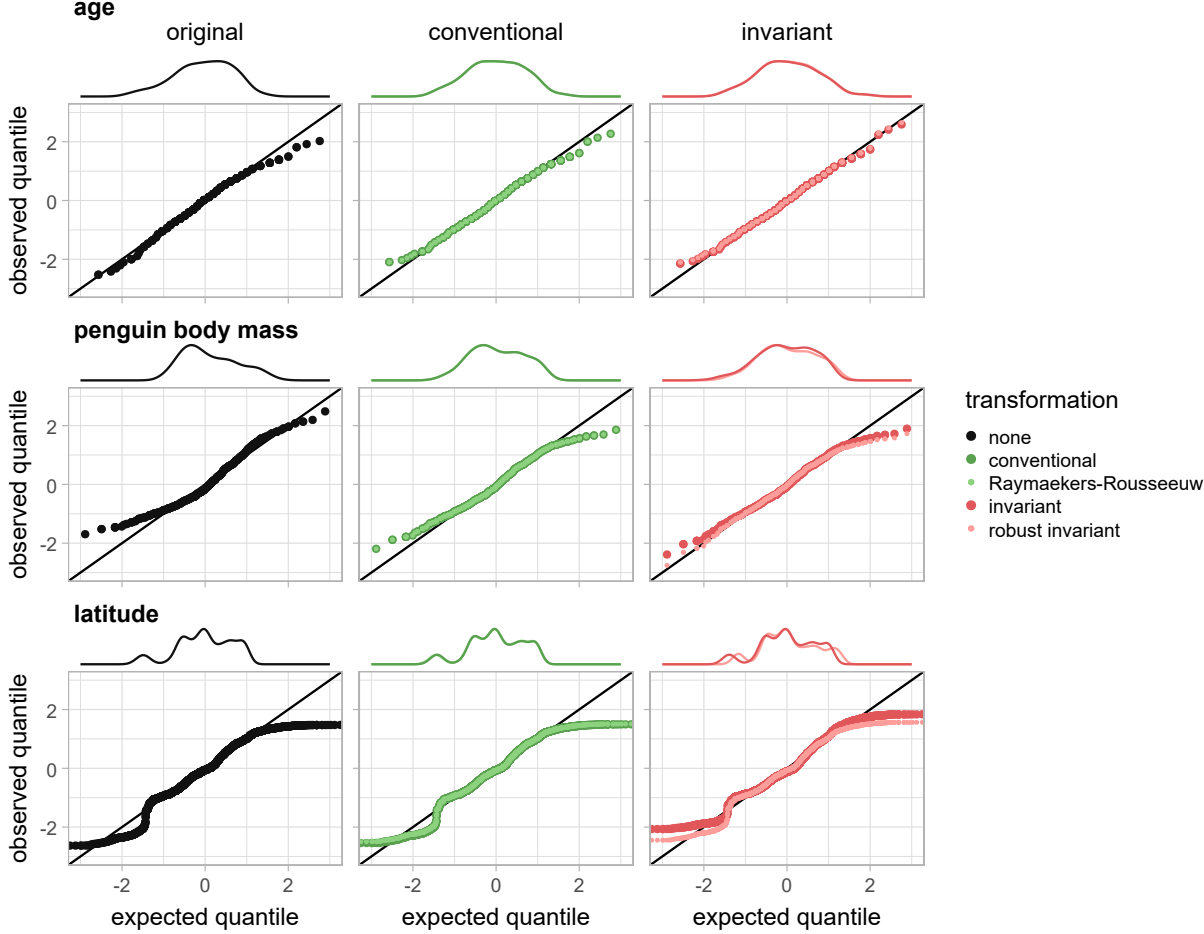 age
original conventional invariant
observed quantile
2
0
-2
penguin body mass
observed quantile
2
0
-2
latitude
observed quantile
2
0
-2
-2 0 2 -2 0 2 -2 0 2
expected quantile expected quantile expected quantile
transformation
none
conventional
Raymaekers-Rousseeuw
invariant
robust invariant